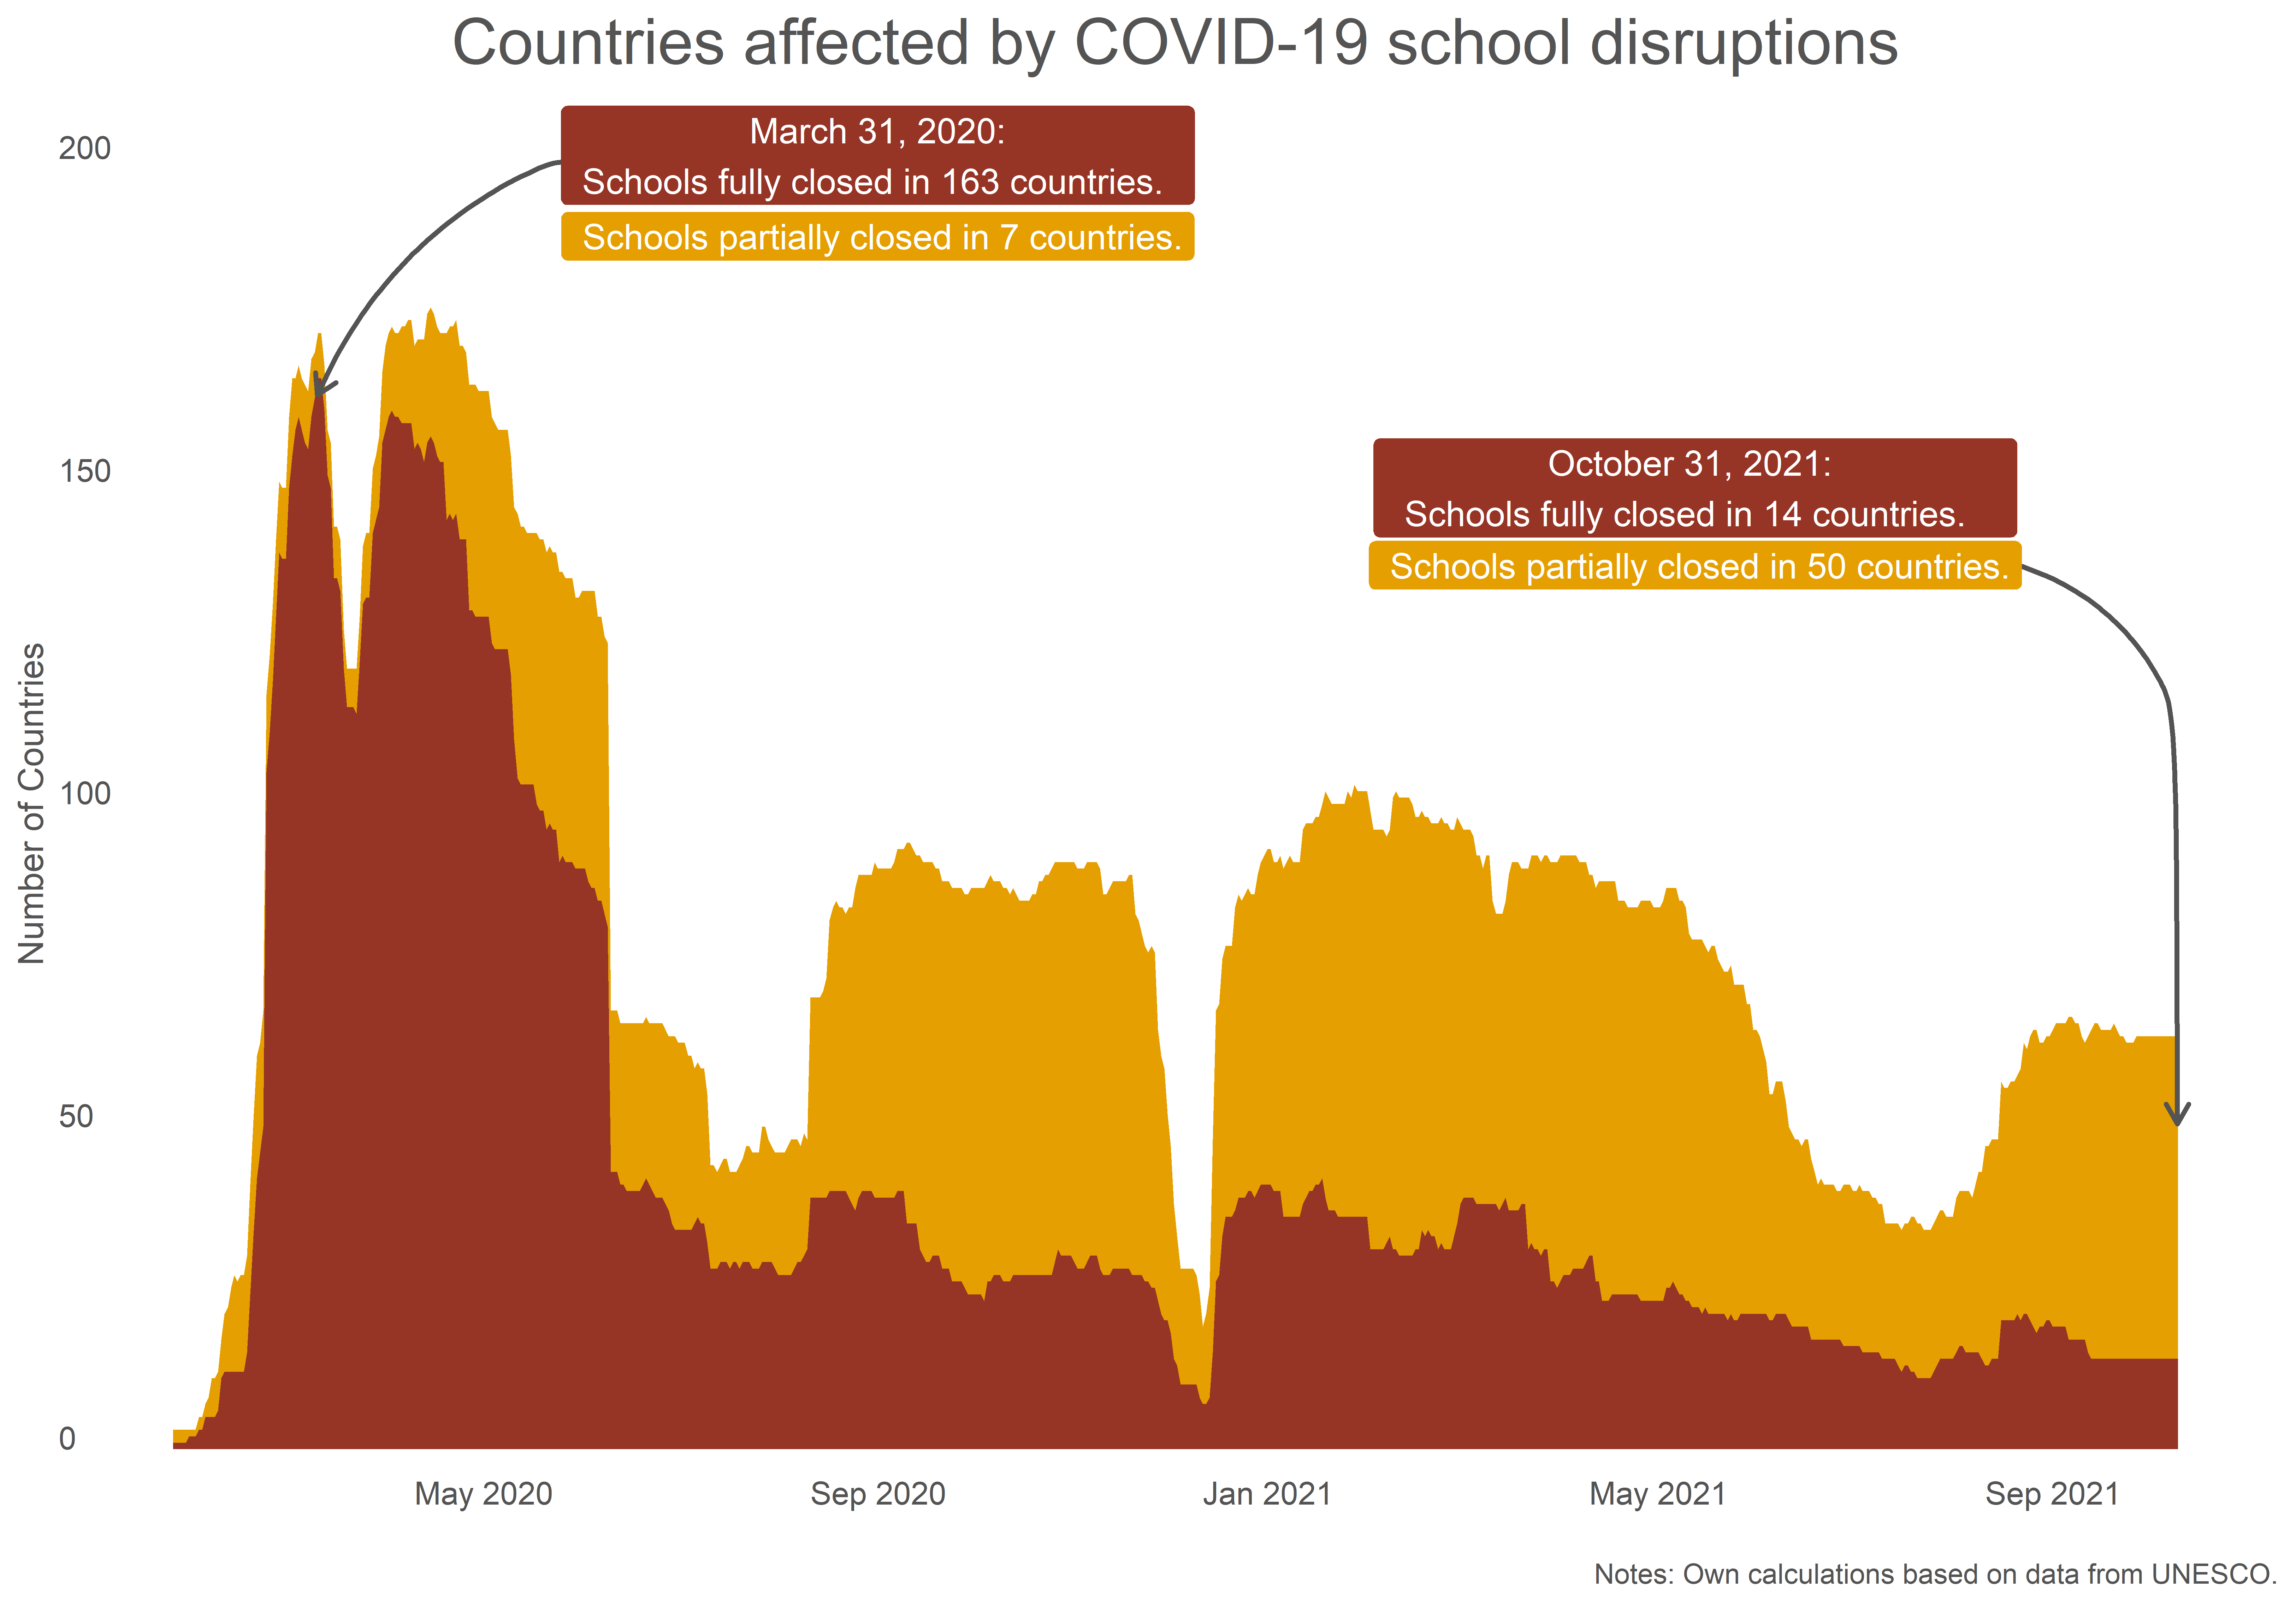 Countries affected by COVID-19 school disruptions
March 31, 2020:
Schools fully closed in 163 countries.
Schools partially closed in 7 countries.
October 31, 2021:
Schools fully closed in 14 countries.
Schools partially closed in 50 countries.
Number of Countries
200
150
100
50
0
May 2020
Sep 2020
Jan 2021
May 2021
Sep 2021
Notes: Own calculations based on data from UNESCO.